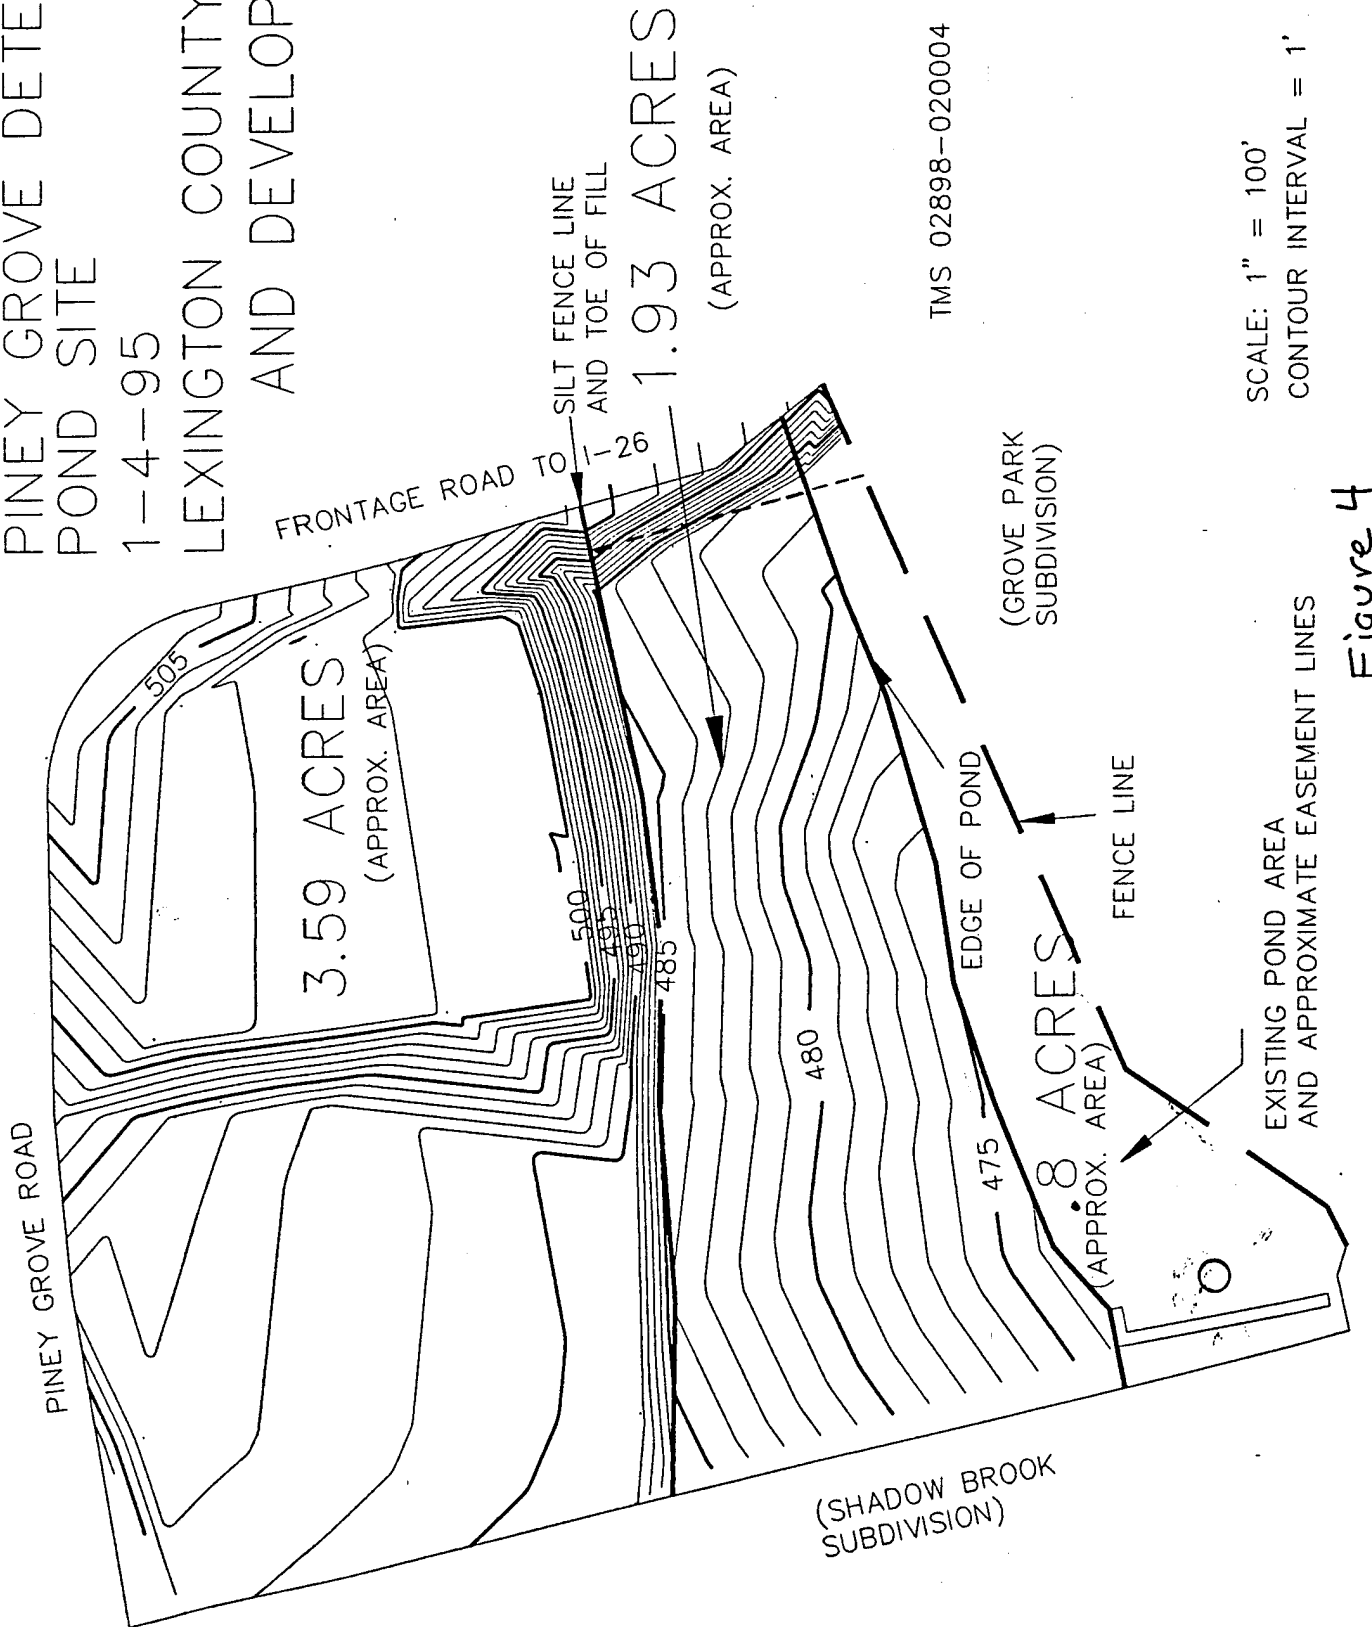 PINEY GROVE DETE
POND SITE
1-4-95
LEXINGTON COUNTY
AND DEVELOP
PINEY GROVE ROAD
FRONTAGE ROAD TO I-26
SILT FENCE LINE
AND TOE OF FILL
1.93 ACRES
(APPROX. AREA)
505
3.59 ACRES
(APPROX. AREA)
500
495
490
485
480
475
TMS 02898-020004
(GROVE PARK
SUBDIVISION)
EDGE OF POND
FENCE LINE
.8 ACRES
(APPROX. AREA)
EXISTING POND AREA
AND APPROXIMATE EASEMENT LINES
(SHADOW BROOK
SUBDIVISION)
SCALE: 1" = 100'
CONTOUR INTERVAL = 1'
Figure 4